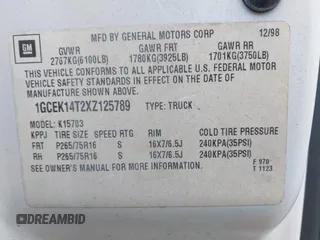 GM
MFD BY GENERAL MOTORS CORP 12/98
GVWR GAWR FRT GAWR RR
2767KG(6100LB) 1780KG(3925LB) 1701KG(3750LB)
THIS VEHICLE CONFORMS TO ALL APPLICABLE U.S. FEDERAL MOTOR
VEHICLE SAFETY AND THEFT PREVENTION STANDARDS IN EFFECT ON
THE DATE OF MANUFACTURE SHOWN ABOVE.
1GCEK14T2XZ125789 TYPE: TRUCK
MODEL: K15703
KPPJ TIRE SIZE SPEED RTG RIM COLD TIRE PRESSURE
FRT P265/75R16 S 16X7/6.5J 240KPA(35PSI)
RR P265/75R16 S 16X7/6.5J 240KPA(35PSI)
SEE OWNER'S MANUAL FOR MORE INFORMATION.
F 970
T 1123